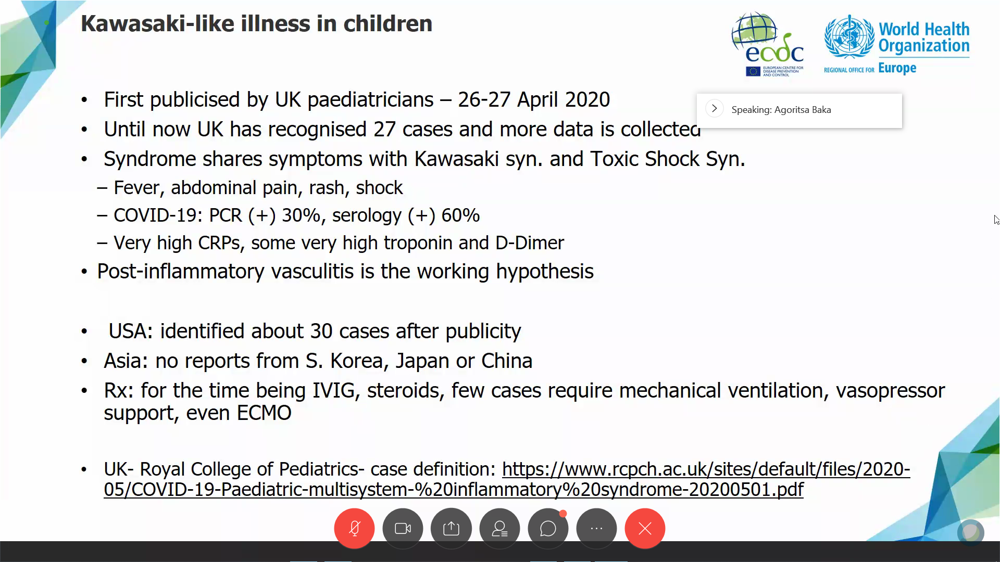 Kawasaki-like illness in children
ecdc
EUROPEAN CENTRE FOR
DISEASE PREVENTION
AND CONTROL
World Health
Organization
REGIONAL OFFICE FOR Europe
• First publicised by UK paediatricians – 26-27 April 2020
Speaking: Agoritsa Baka
• Until now UK has recognised 27 cases and more data is collected
• Syndrome shares symptoms with Kawasaki syn. and Toxic Shock Syn.
– Fever, abdominal pain, rash, shock
– COVID-19: PCR (+) 30%, serology (+) 60%
– Very high CRPs, some very high troponin and D-Dimer
• Post-inflammatory vasculitis is the working hypothesis
• USA: identified about 30 cases after publicity
• Asia: no reports from S. Korea, Japan or China
• Rx: for the time being IVIG, steroids, few cases require mechanical ventilation, vasopressor
support, even ECMO
• UK- Royal College of Pediatrics- case definition: https://www.rcpch.ac.uk/sites/default/files/2020-
05/COVID-19-Paediatric-multisystem-%20inflammatory%20syndrome-20200501.pdf